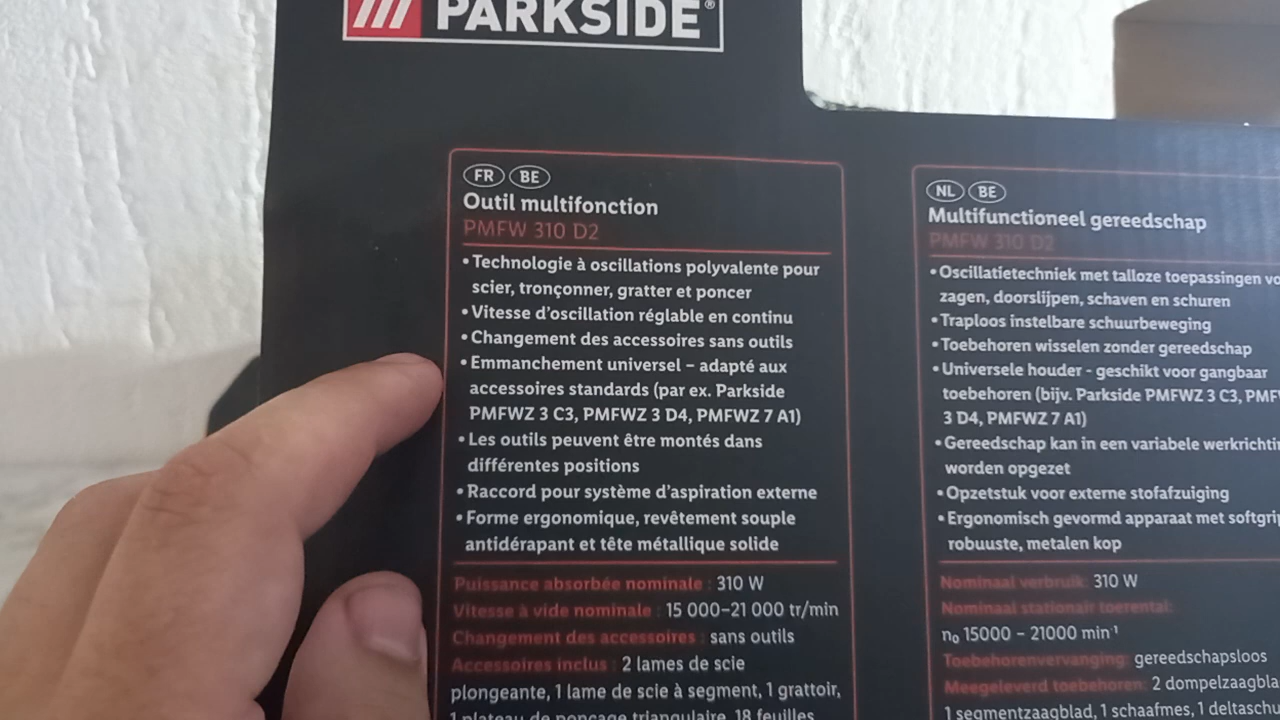 PARKSIDE®
FR BE
Outil multifonction
PMFW 310 D2
• Technologie à oscillations polyvalente pour
scier, tronçonner, gratter et poncer
• Vitesse d'oscillation réglable en continu
• Changement des accessoires sans outils
• Emmanchement universel – adapté aux
accessoires standards (par ex. Parkside
PMFWZ 3 C3, PMFWZ 3 D4, PMFWZ 7 A1)
• Les outils peuvent être montés dans
différentes positions
• Raccord pour système d'aspiration externe
• Forme ergonomique, revêtement souple
antidérapant et tête métallique solide
Puissance absorbée nominale : 310 W
Vitesse à vide nominale : 15 000–21 000 tr/min
Changement des accessoires : sans outils
Accessoires inclus : 2 lames de scie
plongeante, 1 lame de scie à segment, 1 grattoir,
1 plateau de ponçage triangulaire, 18 feuilles
NL BE
Multifunctioneel gereedschap
PMFW 310 D2
• Oscillatietechniek met talloze toepassingen
zagen, doorslijpen, schaven en schuren
• Traploos instelbare schuurbeweging
• Toebehoren wisselen zonder gereedschap
• Universele houder - geschikt voor gangbaar
toebehoren (bijv. Parkside PMFWZ 3 C3,
3 D4, PMFWZ 7 A1)
• Gereedschap kan in een variabele
worden opgezet
• Opzetstuk voor externe stofafzuiging
• Ergonomisch gevormd apparaat met
robuuste, metalen kop
Nominaal verbruik: 310 W
Nominaal stationair toerental:
n₀ 15000 – 21000 min⁻¹
Toebehorenvervanging: gereedschapsloos
Meegeleverd toebehoren: 2
1 segmentzaagblad, 1 schaafmes, 1